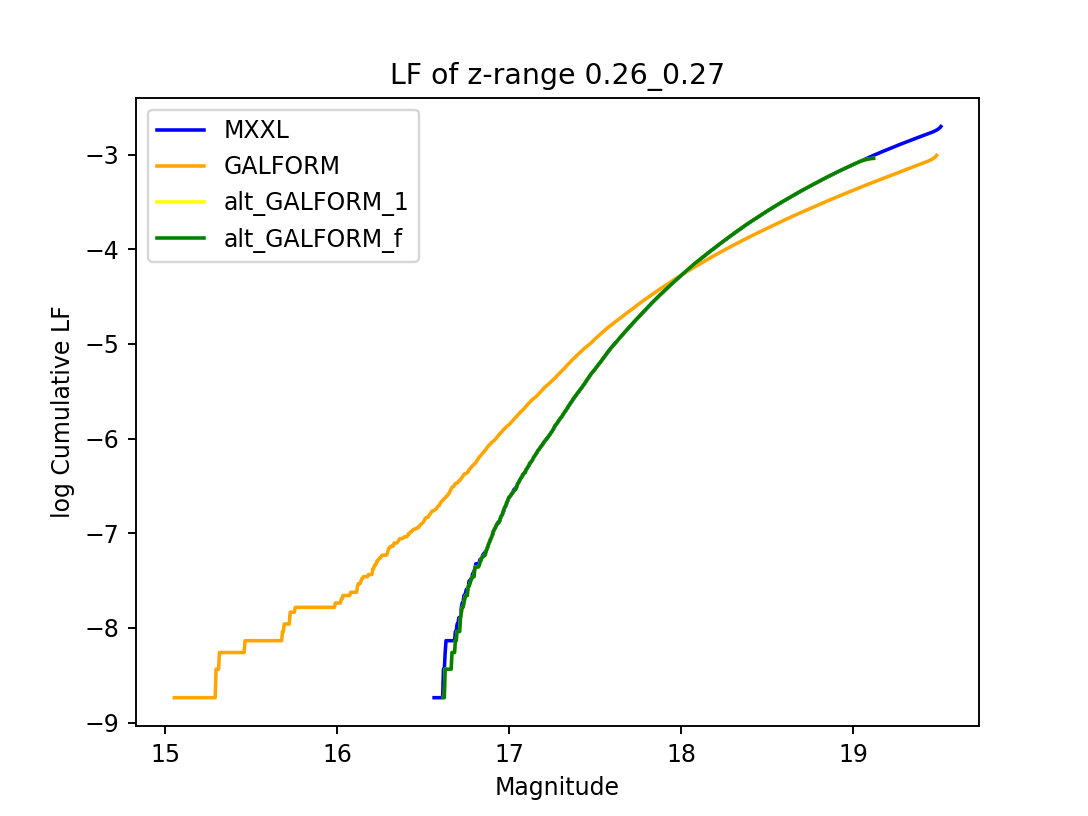 LF of z-range 0.26_0.27
MXXL
GALFORM
alt_GALFORM_1
alt_GALFORM_f
log Cumulative LF
−3
−4
−5
−6
−7
−8
−9
15 16 17 18 19
Magnitude